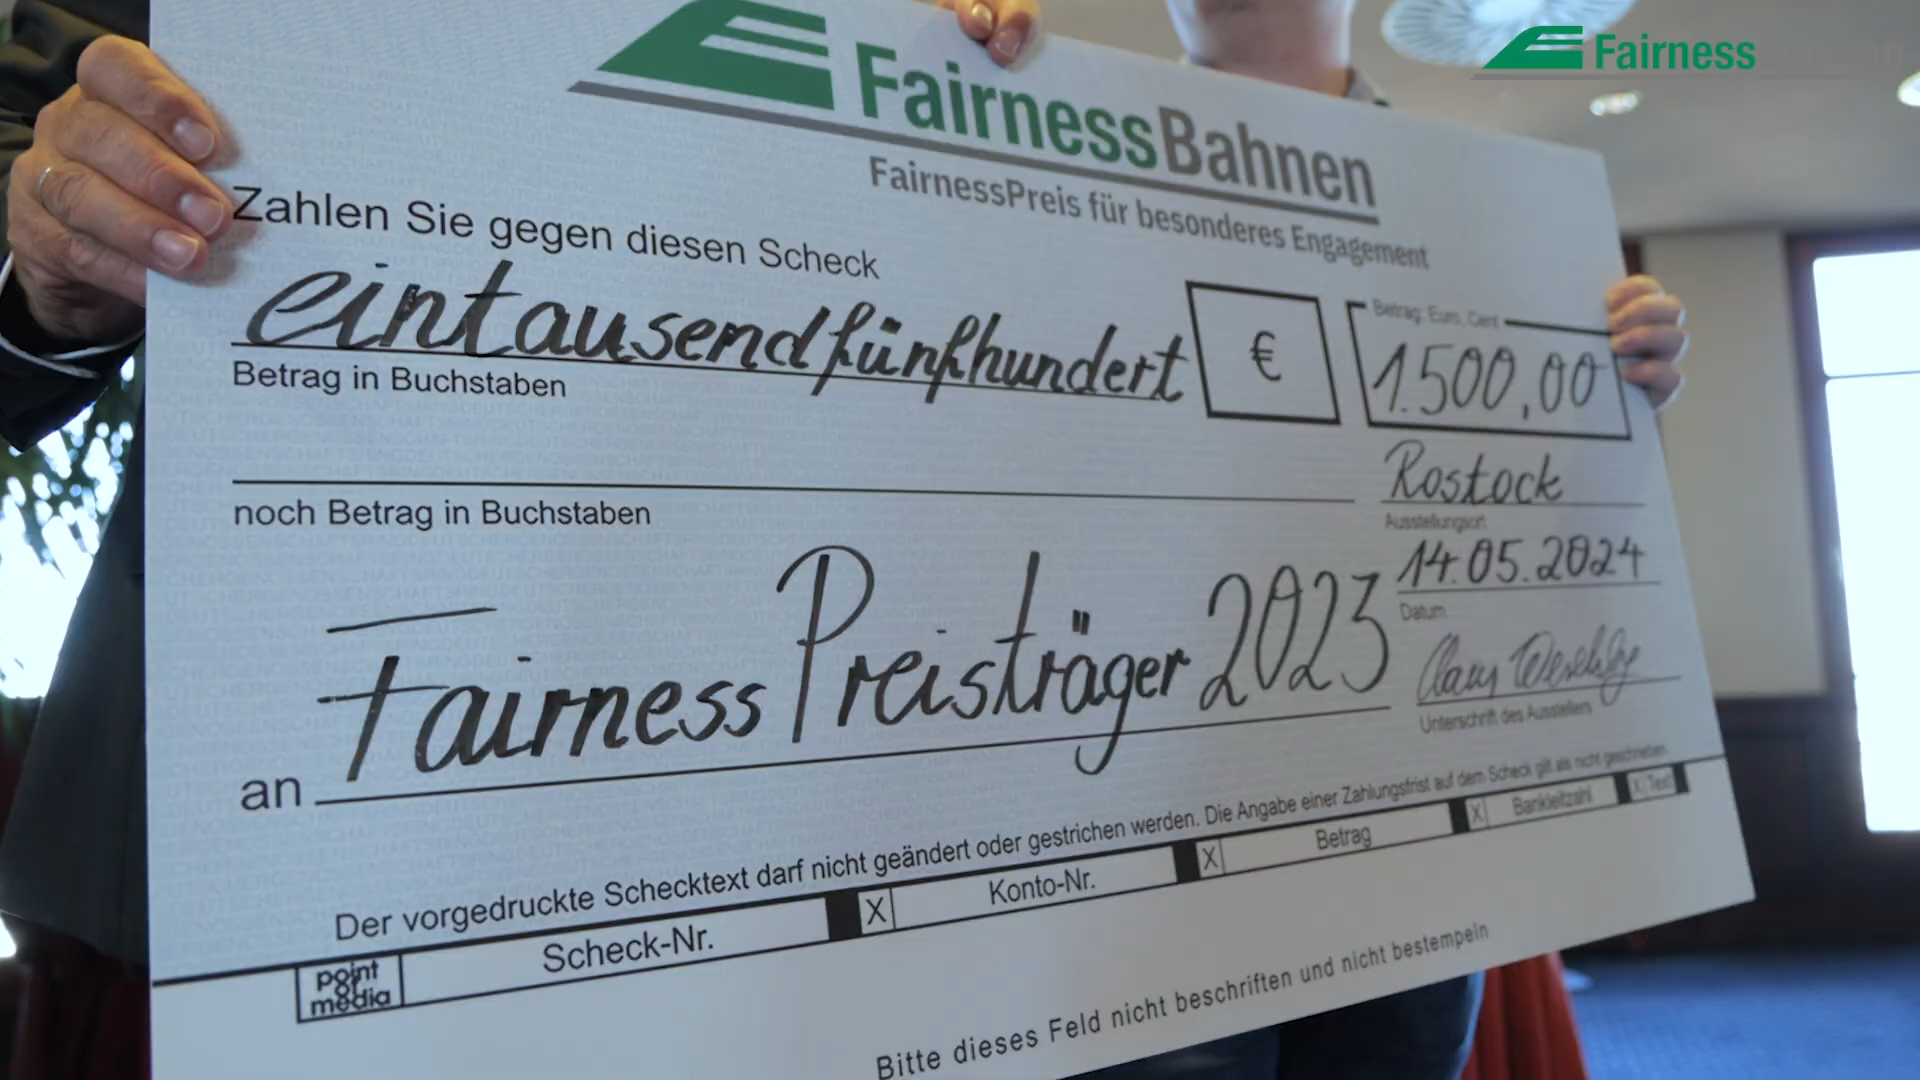 Fairness
FairnessBahnen
FairnessPreis für besonderes Engagement
Zahlen Sie gegen diesen Scheck
eintausendfünfhundert
€
Betrag: Euro, Cent
1.500,00
Betrag in Buchstaben
Rostock
Ausstellungsort
noch Betrag in Buchstaben
14.05.2024
Datum
an Fairness Preisträger 2023
Unterschrift des Ausstellers
Der vorgedruckte Schecktext darf nicht geändert oder gestrichen werden. Die Angabe einer Zahlungsfrist auf dem Scheck gilt als nicht geschrieben.
point of media
Scheck-Nr. X Konto-Nr. X Betrag X Bankleitzahl X Text
Bitte dieses Feld nicht beschriften und nicht bestempeln